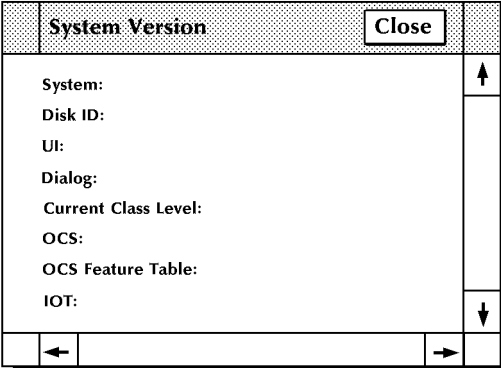 System Version
Close
System:
Disk ID:
UI:
Dialog:
Current Class Level:
OCS:
OCS Feature Table:
IOT: